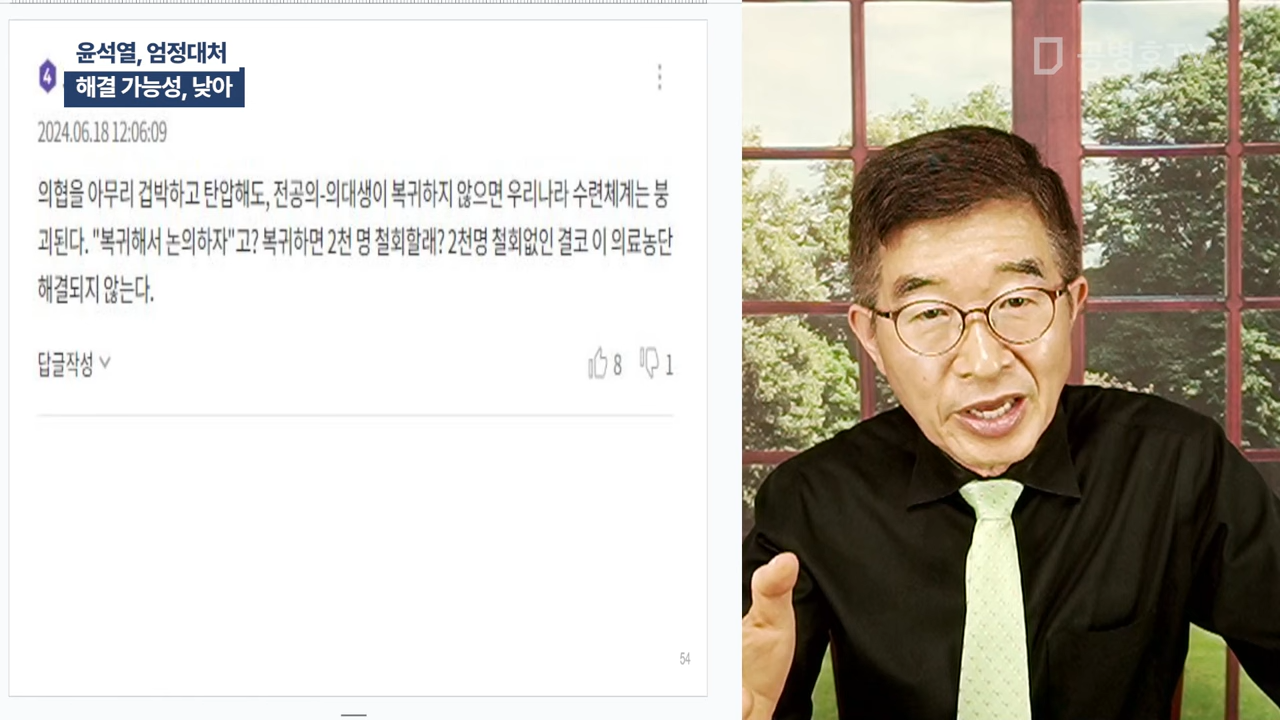 윤석열, 엄정대처
해결 가능성, 낮아
4
2024.06.18 12:06:09
의협을 아무리 겁박하고 탄압해도, 전공의-의대생이 복귀하지 않으면 우리나라 수련체계는 붕
괴된다. "복귀해서 논의하자"고? 복귀하면 2천 명 철회할래? 2천명 철회없인 결코 이 의료농단
해결되지 않는다.
답글작성
8
1
54
공병호TV